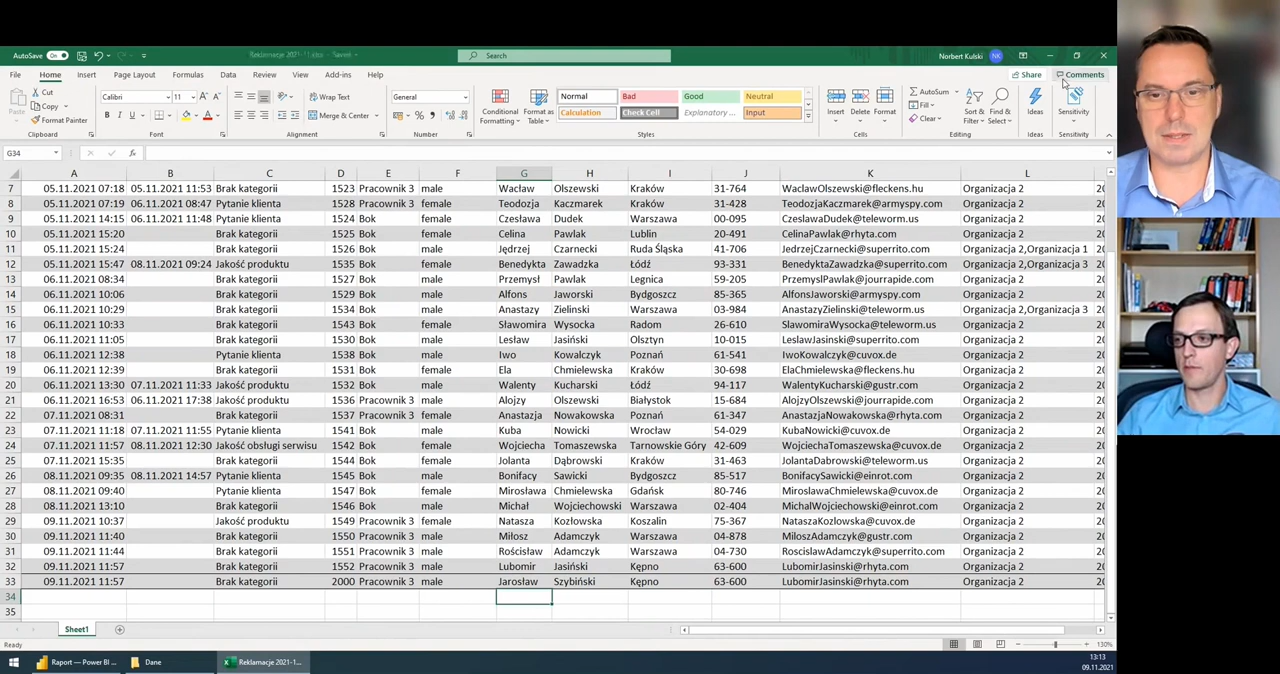 AutoSave On Reklamacje 2021-11.xlsx Search Norbert Kulski NK
File Home Insert Page Layout Formulas Data Review View Add-ins Help Share Comments
Paste Cut Copy Format Painter Calibri 11 Wrap Text Merge & Center General Conditional Formatting Format as Table Normal Bad Good Neutral Calculation Check Cell Explanatory ... Input Insert Delete Format AutoSum Fill Clear Sort & Filter Find & Select Ideas Sensitivity
Clipboard Font Alignment Number Styles Cells Editing Ideas Sensitivity
G34 fx
A B C D E F G H I J K L
7 05.11.2021 07:18 05.11.2021 11:53 Brak kategorii 1523 Pracownik 3 male Wacław Olszewski Kraków 31-764 WaclawOlszewski@fleckens.hu Organizacja 2 20
8 05.11.2021 07:19 06.11.2021 08:47 Pytanie klienta 1528 Pracownik 3 female Teodozja Kaczmarek Kraków 31-428 TeodozjaKaczmarek@armyspy.com Organizacja 2 20
9 05.11.2021 14:15 06.11.2021 11:48 Pytanie klienta 1524 Bok female Czesława Dudek Warszawa 00-095 CzeslawaDudek@teleworm.us Organizacja 2 20
10 05.11.2021 15:20 Brak kategorii 1525 Bok female Celina Pawlak Lublin 20-491 CelinaPawlak@rhyta.com Organizacja 2 20
11 05.11.2021 15:24 Brak kategorii 1526 Bok male Jędrzej Czarnecki Ruda Śląska 41-706 JedrzejCzarnecki@superrito.com Organizacja 2,Organizacja 1 20
12 05.11.2021 15:47 08.11.2021 09:24 Jakość produktu 1535 Bok female Benedykta Zawadzka Łódź 93-331 BenedyktaZawadzka@superrito.com Organizacja 2,Organizacja 3 20
13 06.11.2021 08:34 Brak kategorii 1527 Bok male Przemysł Pawlak Legnica 59-205 PrzemyslPawlak@jourrapide.com Organizacja 2 20
14 06.11.2021 10:06 Brak kategorii 1529 Bok male Alfons Jaworski Bydgoszcz 85-365 AlfonsJaworski@armyspy.com Organizacja 2 20
15 06.11.2021 10:29 Brak kategorii 1534 Bok male Anastazy Zielinski Warszawa 03-984 AnastazyZielinski@teleworm.us Organizacja 2,Organizacja 3 20
16 06.11.2021 10:33 Brak kategorii 1543 Bok female Sławomira Wysocka Radom 26-610 SlawomiraWysocka@teleworm.us Organizacja 2 20
17 06.11.2021 11:05 Brak kategorii 1530 Bok male Lesław Jasiński Olsztyn 10-015 LeslawJasinski@superrito.com Organizacja 2 20
18 06.11.2021 12:38 Pytanie klienta 1538 Bok male Iwo Kowalczyk Poznań 61-541 IwoKowalczyk@cuvox.de Organizacja 2 20
19 06.11.2021 12:39 Brak kategorii 1531 Bok female Ela Chmielewska Kraków 30-698 ElaChmielewska@fleckens.hu Organizacja 2 20
20 06.11.2021 13:30 07.11.2021 11:33 Jakość produktu 1532 Bok male Walenty Kucharski Łódź 94-117 WalentyKucharski@gustr.com Organizacja 2 20
21 06.11.2021 16:53 06.11.2021 17:38 Jakość produktu 1536 Pracownik 3 male Alojzy Olszewski Białystok 15-684 AlojzyOlszewski@jourrapide.com Organizacja 2 20
22 07.11.2021 08:31 Brak kategorii 1537 Pracownik 3 female Anastazja Nowakowska Poznań 61-347 AnastazjaNowakowska@rhyta.com Organizacja 2 20
23 07.11.2021 11:18 07.11.2021 11:55 Pytanie klienta 1541 Bok male Kuba Nowicki Wrocław 54-029 KubaNowicki@cuvox.de Organizacja 2 20
24 07.11.2021 11:57 08.11.2021 12:30 Jakość obsługi serwisu 1542 Bok female Wojciecha Tomaszewska Tarnowskie Góry 42-609 WojciechaTomaszewska@cuvox.de Organizacja 2 20
25 07.11.2021 15:35 Brak kategorii 1544 Bok female Jolanta Dąbrowski Kraków 31-463 JolantaDabrowski@teleworm.us Organizacja 2 20
26 08.11.2021 09:35 08.11.2021 14:57 Pytanie klienta 1545 Bok male Bonifacy Sawicki Bydgoszcz 85-517 BonifacySawicki@einrot.com Organizacja 2 20
27 08.11.2021 09:40 Pytanie klienta 1547 Bok female Mirosława Chmielewska Gdańsk 80-746 MiroslawaChmielewska@cuvox.de Organizacja 2 20
28 08.11.2021 13:10 Brak kategorii 1546 Bok male Michał Wojciechowski Warszawa 02-404 MichalWojciechowski@einrot.com Organizacja 2 20
29 09.11.2021 10:37 Jakość produktu 1549 Pracownik 3 female Natasza Kozłowska Koszalin 75-367 NataszaKozlowska@cuvox.de Organizacja 2 20
30 09.11.2021 11:40 Brak kategorii 1550 Pracownik 3 male Miłosz Adamczyk Warszawa 04-878 MiloszAdamczyk@gustr.com Organizacja 2 20
31 09.11.2021 11:44 Brak kategorii 1551 Pracownik 3 male Rościsław Adamczyk Warszawa 04-730 RoscislawAdamczyk@superrito.com Organizacja 2 20
32 09.11.2021 11:57 Brak kategorii 1552 Pracownik 3 male Lubomir Jasiński Kępno 63-600 LubomirJasinski@rhyta.com Organizacja 2 20
33 09.11.2021 11:57 Brak kategorii 2000 Pracownik 3 male Jarosław Szybiński Kępno 63-600 LubomirJasinski@rhyta.com Organizacja 2 20
34
35
Sheet1
Ready 130%
Raport — Power BI ... Dane Reklamacje 2021-1... 13:13
09.11.2021